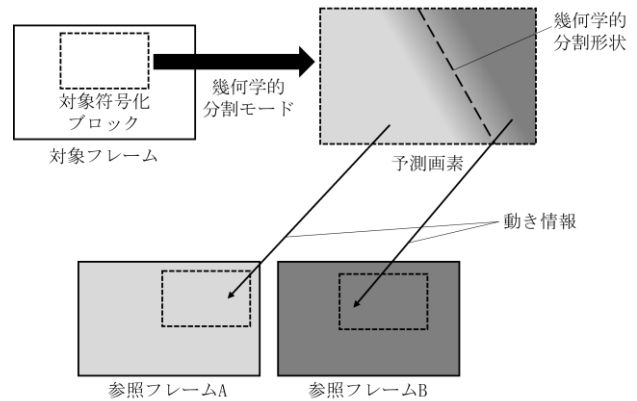 対象符号化
ブロック
対象フレーム
幾何学的
分割モード
幾何学的
分割形状
予測画素
動き情報
参照フレームA
参照フレームB